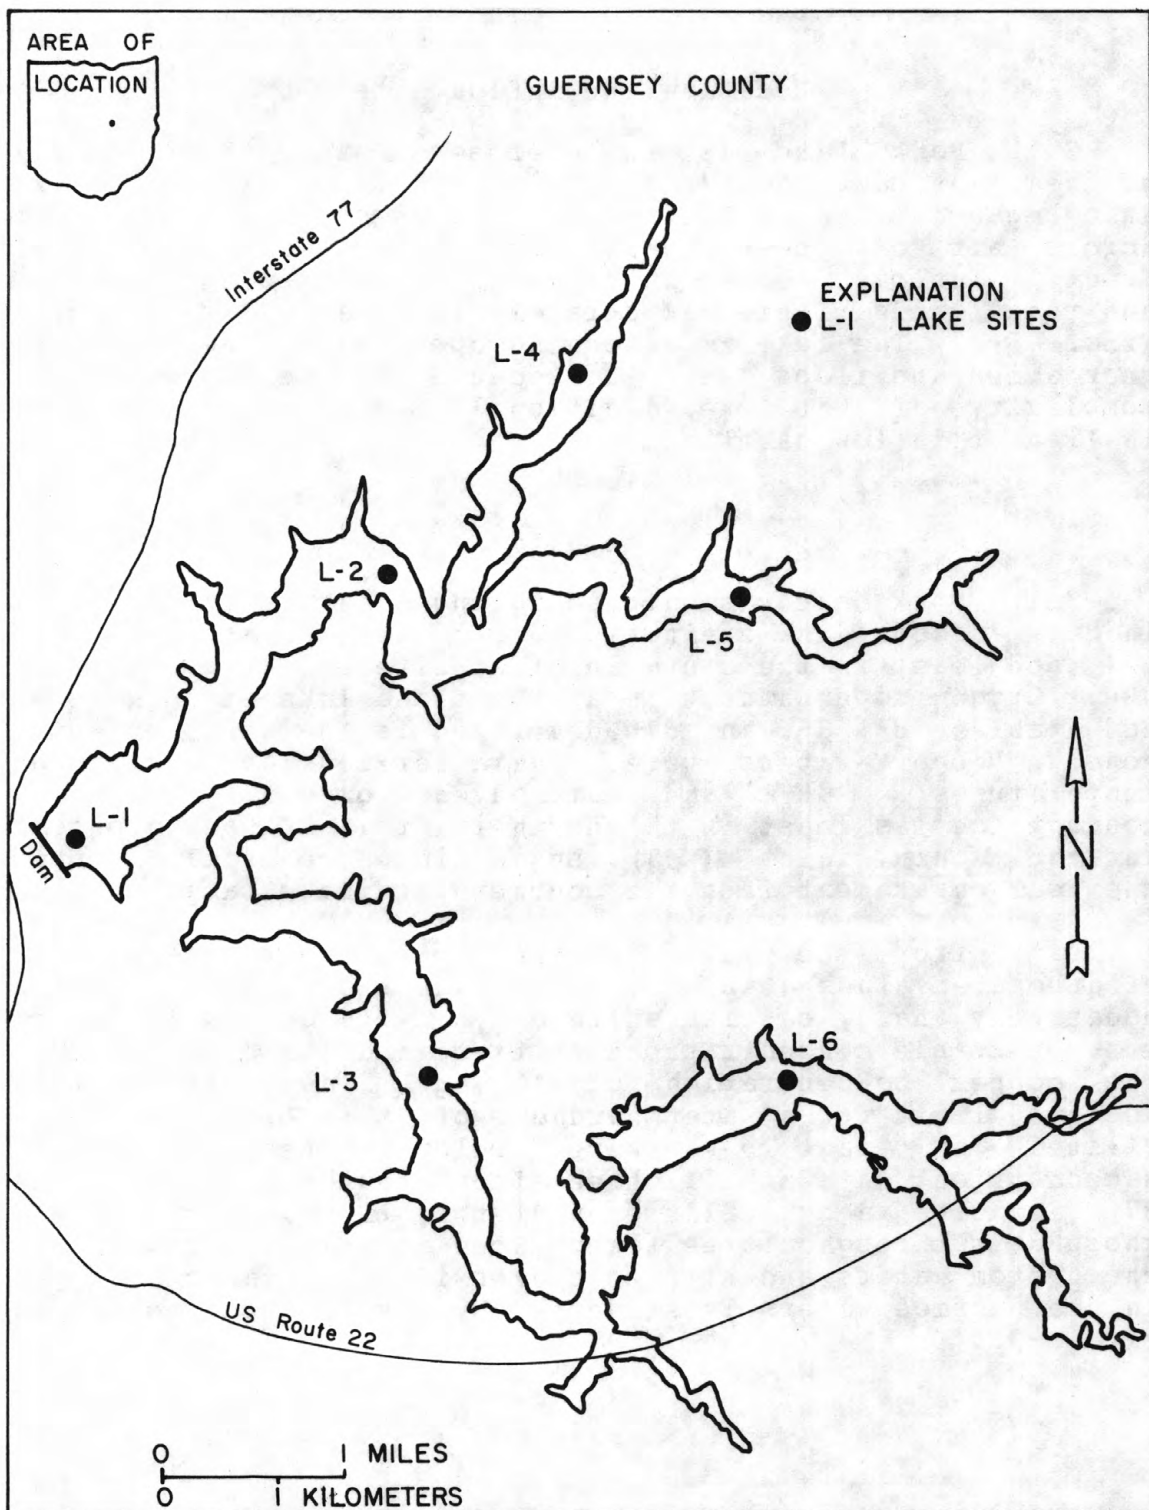 AREA OF
LOCATION
GUERNSEY COUNTY
Interstate 77
EXPLANATION
L-1 LAKE SITES
L-4
L-2
L-5
L-1
Dam
N
L-3
L-6
US Route 22
0 1 MILES
0 1 KILOMETERS